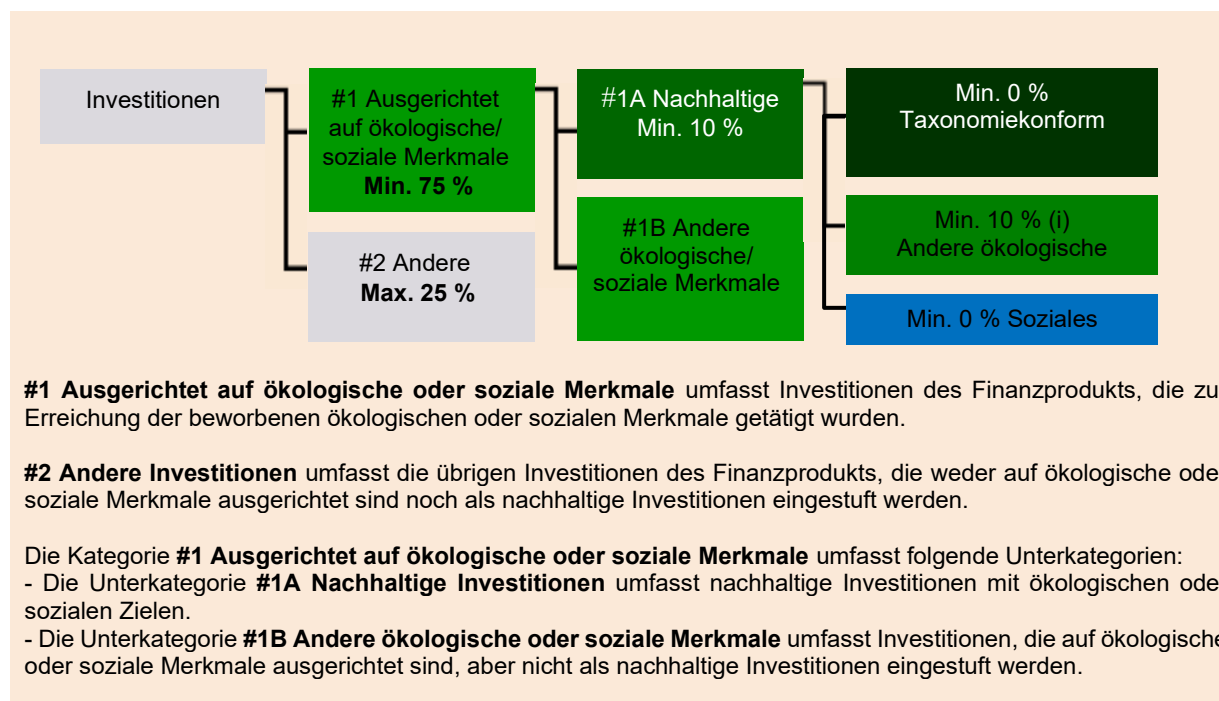 Investitionen
#1 Ausgerichtet
auf ökologische/
soziale Merkmale
Min. 75 %
#2 Andere
Max. 25 %
#1A Nachhaltige
Min. 10 %
#1B Andere
ökologische/
soziale Merkmale
Min. 0 %
Taxonomiekonform
Min. 10 % (i)
Andere ökologische
Min. 0 % Soziales
#1 Ausgerichtet auf ökologische oder soziale Merkmale umfasst Investitionen des Finanzprodukts, die zu
Erreichung der beworbenen ökologischen oder sozialen Merkmale getätigt wurden.
#2 Andere Investitionen umfasst die übrigen Investitionen des Finanzprodukts, die weder auf ökologische ode
soziale Merkmale ausgerichtet sind noch als nachhaltige Investitionen eingestuft werden.
Die Kategorie #1 Ausgerichtet auf ökologische oder soziale Merkmale umfasst folgende Unterkategorien:
- Die Unterkategorie #1A Nachhaltige Investitionen umfasst nachhaltige Investitionen mit ökologischen ode
sozialen Zielen.
- Die Unterkategorie #1B Andere ökologische oder soziale Merkmale umfasst Investitionen, die auf ökologische
oder soziale Merkmale ausgerichtet sind, aber nicht als nachhaltige Investitionen eingestuft werden.